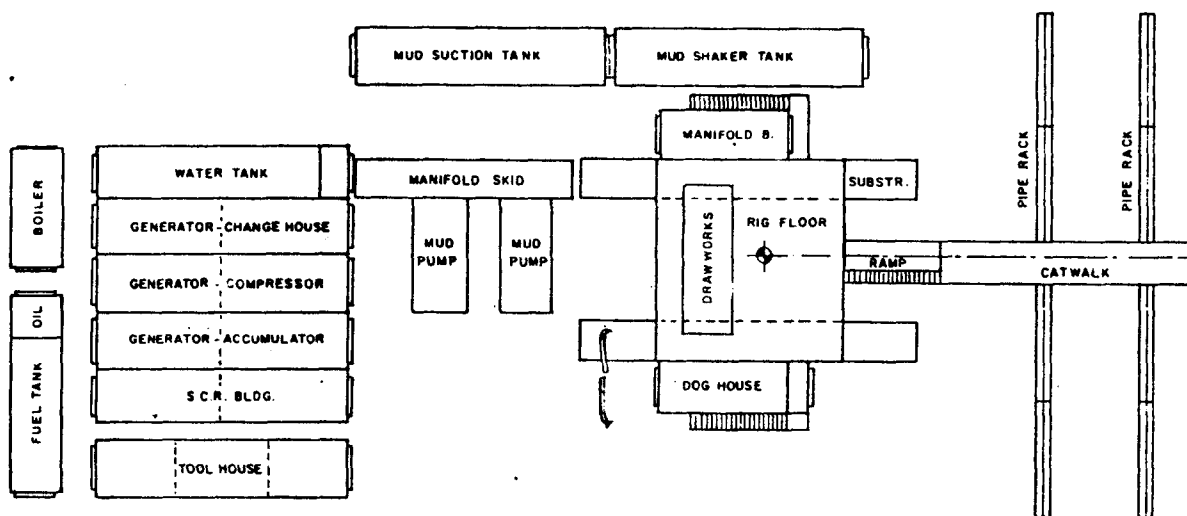 MUD SUCTION TANK
MUD SHAKER TANK
MANIFOLD B.
BOILER
WATER TANK
MANIFOLD SKID
SUBSTR.
PIPE RACK
PIPE RACK
GENERATOR - CHANGE HOUSE
MUD
PUMP
MUD
PUMP
DRAWWORKS
RIG FLOOR
RAMP
CATWALK
GENERATOR - COMPRESSOR
OIL
GENERATOR - ACCUMULATOR
FUEL TANK
S.C.R. BLDG.
DOG HOUSE
TOOL HOUSE